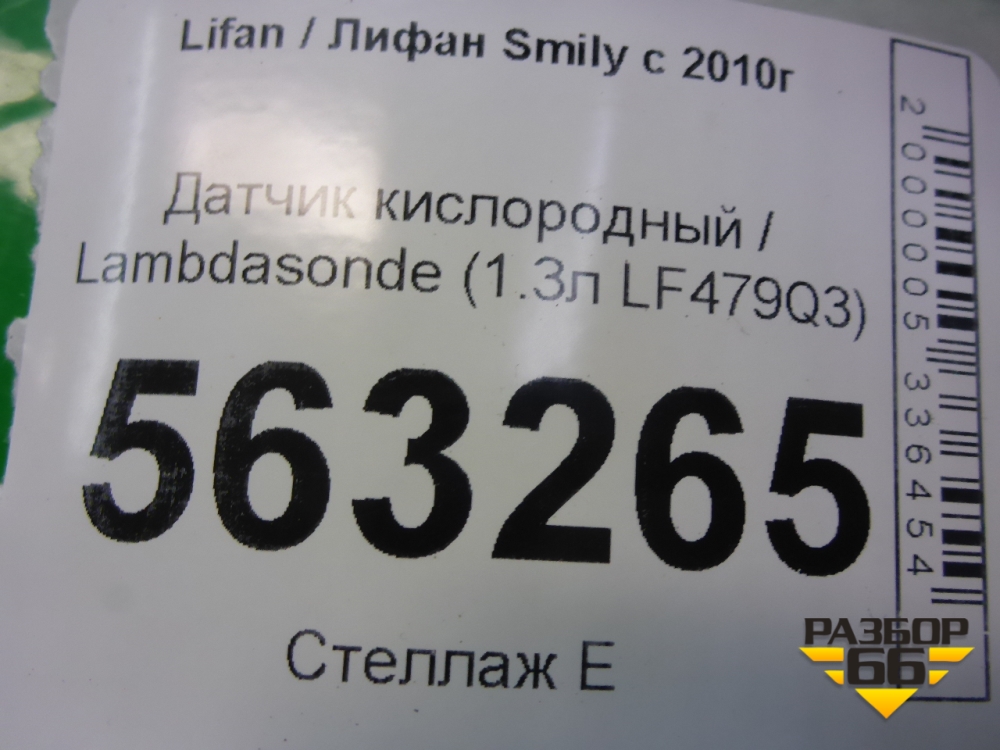 Lifan / Лифан Smily с 2010г
Датчик кислородный /
Lambdasonde (1.3л LF479Q3)
563265
Стеллаж Е
2000005336454
РАЗБОР
66